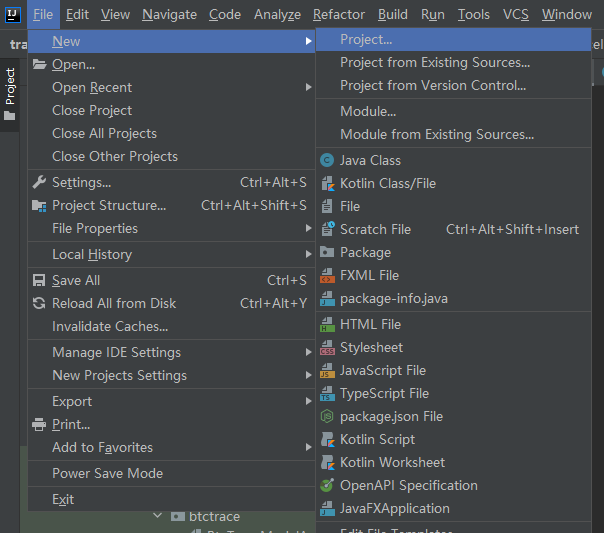 IJ File Edit View Navigate Code Analyze Refactor Build Run Tools VCS Window
Project
New
Open...
Open Recent
Close Project
Close All Projects
Close Other Projects
Settings... Ctrl+Alt+S
Project Structure... Ctrl+Alt+Shift+S
File Properties
Local History
Save All Ctrl+S
Reload All from Disk Ctrl+Alt+Y
Invalidate Caches...
Manage IDE Settings
New Projects Settings
Export
Print...
Add to Favorites
Power Save Mode
Exit
btctrace
Project...
Project from Existing Sources...
Project from Version Control...
Module...
Module from Existing Sources...
Java Class
Kotlin Class/File
File
Scratch File Ctrl+Alt+Shift+Insert
Package
FXML File
package-info.java
HTML File
Stylesheet
JavaScript File
TypeScript File
package.json File
Kotlin Script
Kotlin Worksheet
OpenAPI Specification
JavaFXApplication
Edit File Templates